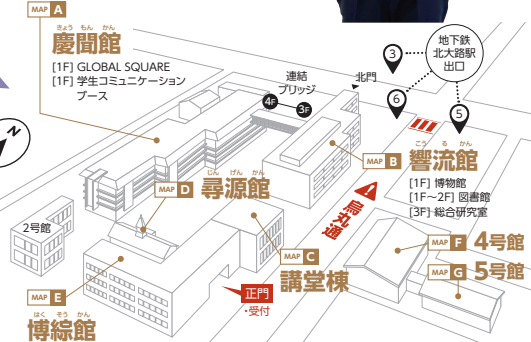 MAP A
きょう もん かん
慶聞館
[1F] GLOBAL SQUARE
[1F] 学生コミュニケーション
ブース
連結
ブリッジ
4F
3F
北門
3
地下鉄
北大路駅
出口
6
5
N
MAP B
こう る かん
響流館
[1F] 博物館
[1F～2F] 図書館
[3F] 総合研究室
MAP D
じん げん かん
尋源館
烏丸通
2号館
MAP C
講堂棟
MAP F
4号館
MAP G
5号館
正門
・受付
MAP E
はく そう かん
博綜館